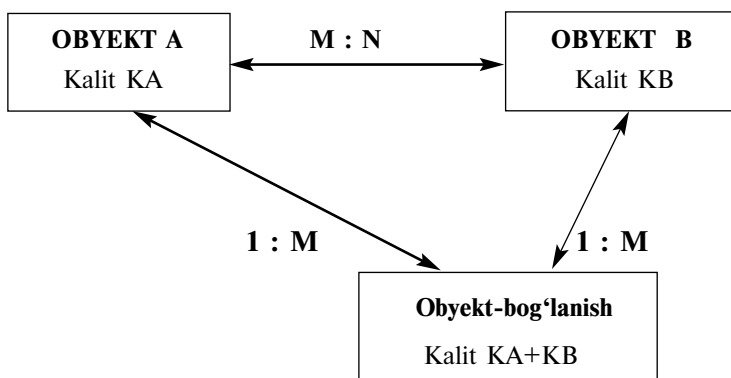 OBYEKT A
Kalit KA
M : N
OBYEKT B
Kalit KB
1 : M
1 : M
Obyekt-bog‘lanish
Kalit KA+KB